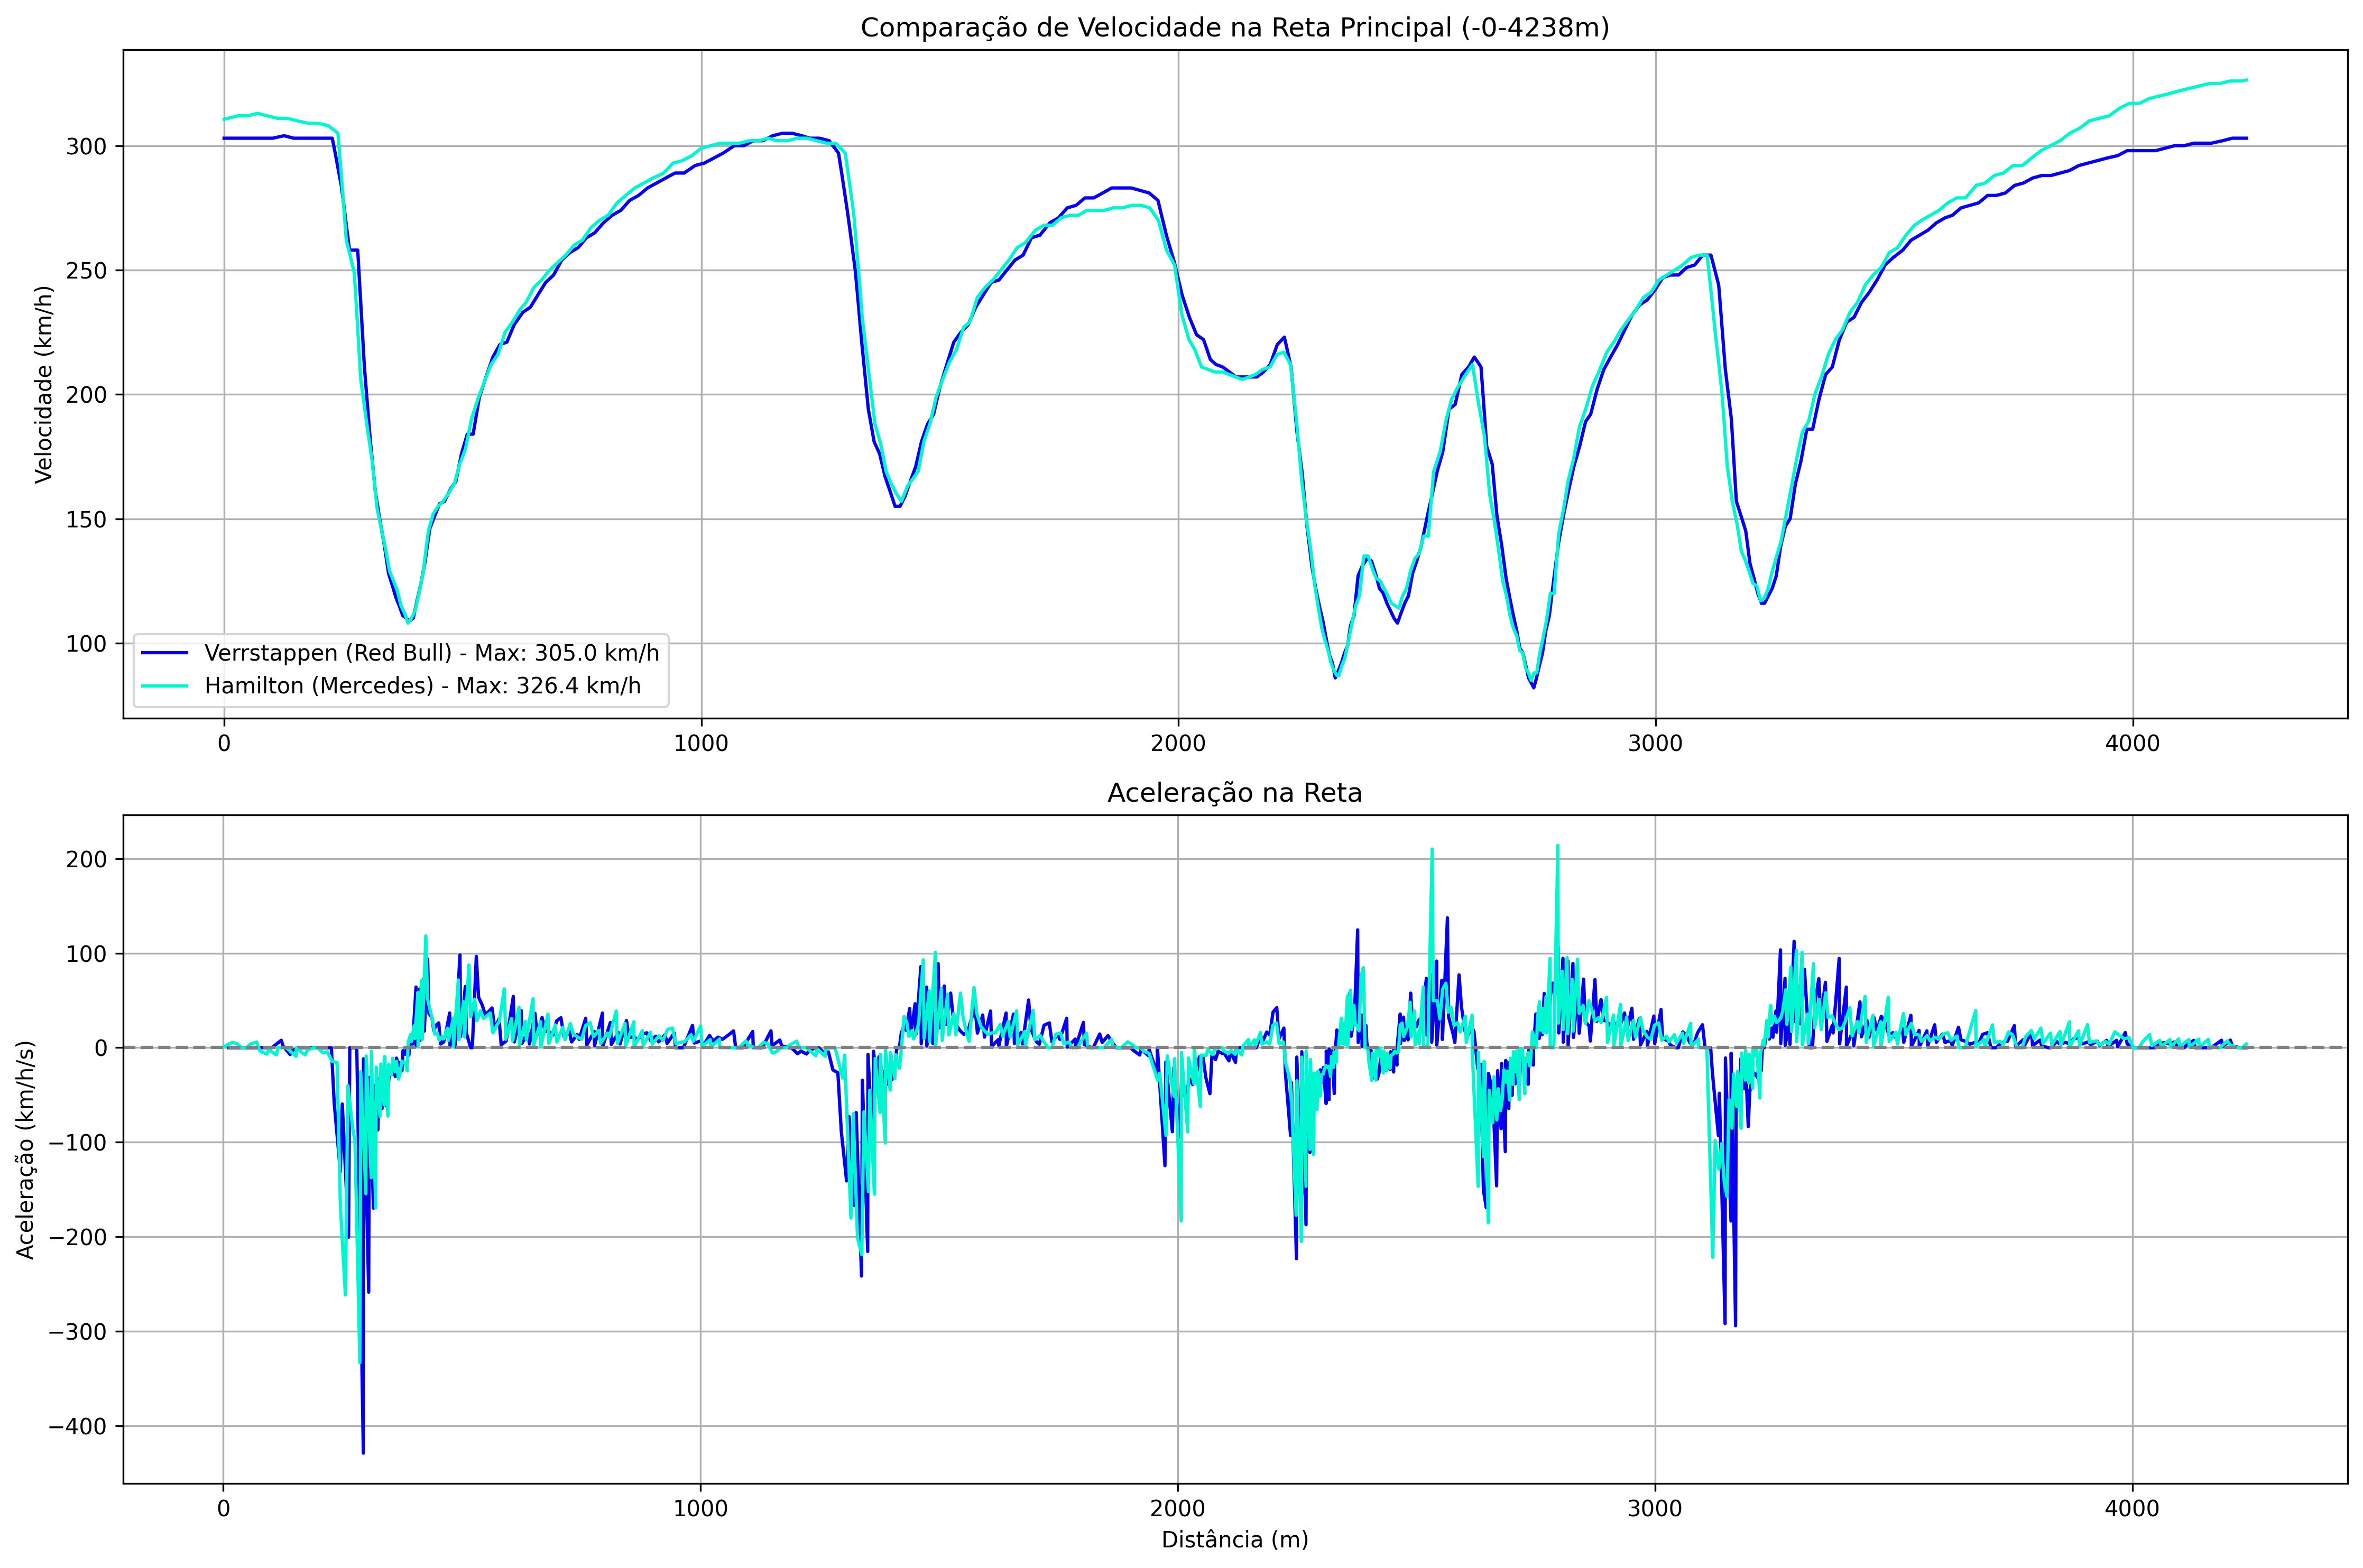 Comparação de Velocidade na Reta Principal (-0-4238m)
Velocidade (km/h)
300
250
200
150
100
Verrstappen (Red Bull) - Max: 305.0 km/h
Hamilton (Mercedes) - Max: 326.4 km/h
0 1000 2000 3000 4000
Aceleração na Reta
Aceleração (km/h/s)
200
100
0
−100
−200
−300
−400
0 1000 2000 3000 4000
Distância (m)